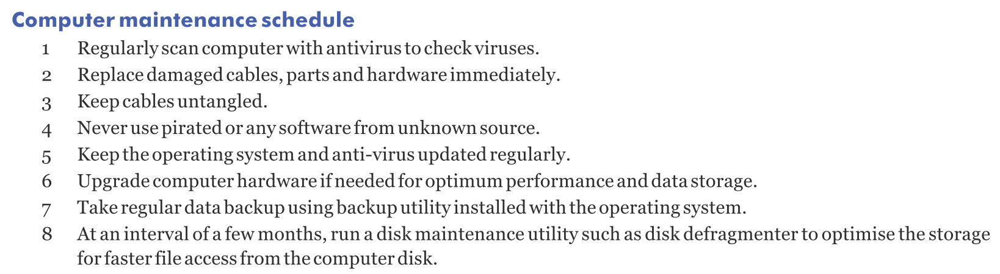 Computer maintenance schedule
1 Regularly scan computer with antivirus to check viruses.
2 Replace damaged cables, parts and hardware immediately.
3 Keep cables untangled.
4 Never use pirated or any software from unknown source.
5 Keep the operating system and anti-virus updated regularly.
6 Upgrade computer hardware if needed for optimum performance and data storage.
7 Take regular data backup using backup utility installed with the operating system.
8 At an interval of a few months, run a disk maintenance utility such as disk defragmenter to optimise the storage
for faster file access from the computer disk.